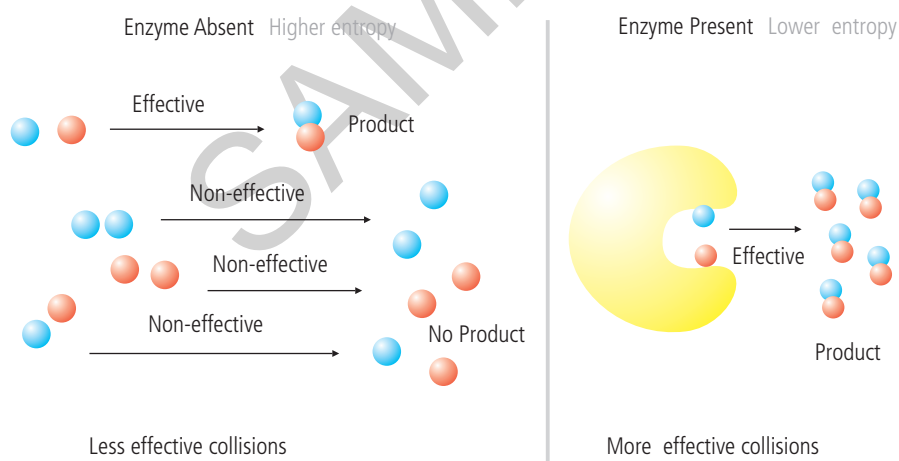 Enzyme Absent Higher entropy
Effective
Product
Non-effective
Non-effective
Non-effective
No Product
Less effective collisions
Enzyme Present Lower entropy
Effective
Product
More effective collisions